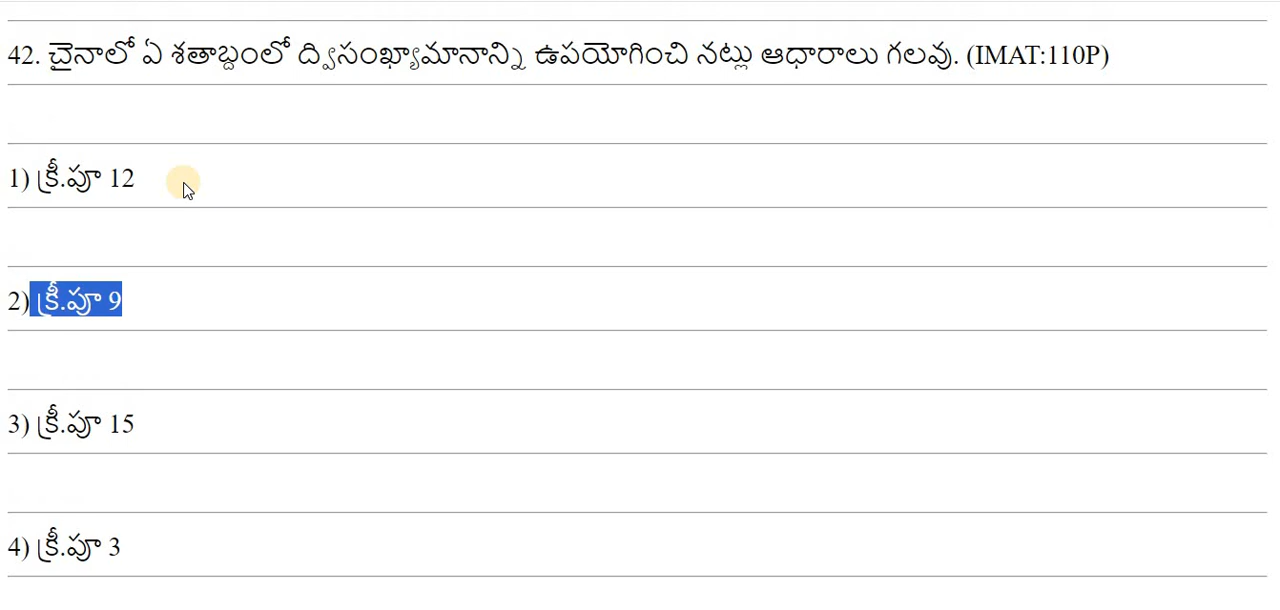 42. చైనాలో ఏ శతాబ్దంలో ద్విసంఖ్యామానాన్ని ఉపయోగించి నట్లు ఆధారాలు గలవు. (IMAT:110P)
1) క్రీ.పూ 12
2) క్రీ.పూ 9
3) క్రీ.పూ 15
4) క్రీ.పూ 3